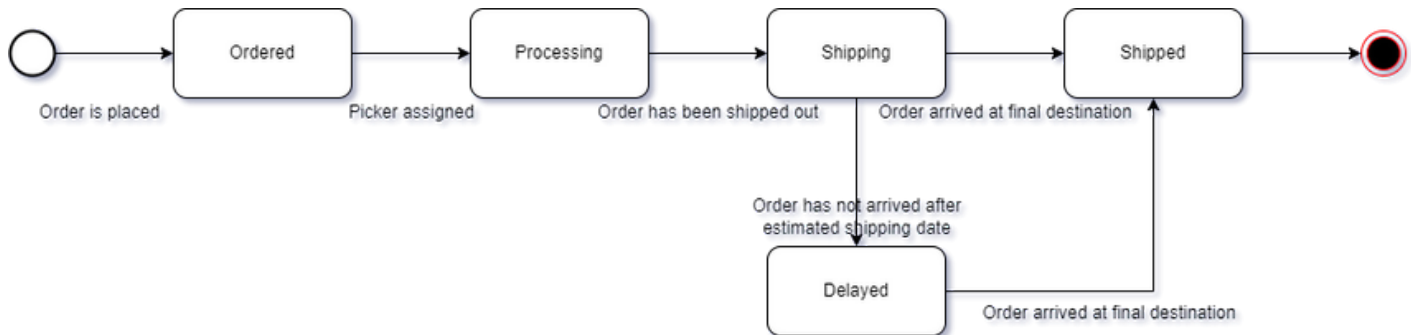 Ordered
Processing
Shipping
Shipped
Order is placed
Picker assigned
Order has been shipped out
Order arrived at final destination
Order has not arrived after
estimated shipping date
Delayed
Order arrived at final destination